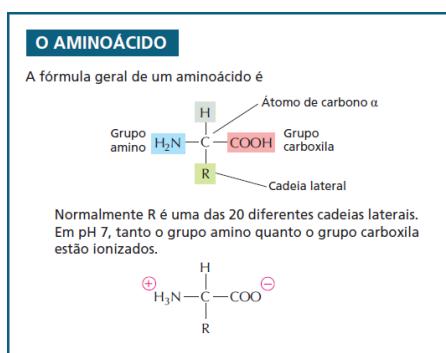 O AMINOÁCIDO
A fórmula geral de um aminoácido é
H
Átomo de carbono α
Grupo
amino
H₂N—C—COOH
Grupo
carboxila
R
Cadeia lateral
Normalmente R é uma das 20 diferentes cadeias laterais.
Em pH 7, tanto o grupo amino quanto o grupo carboxila
estão ionizados.
H
⊕ ⊖
H₃N—C—COO
R